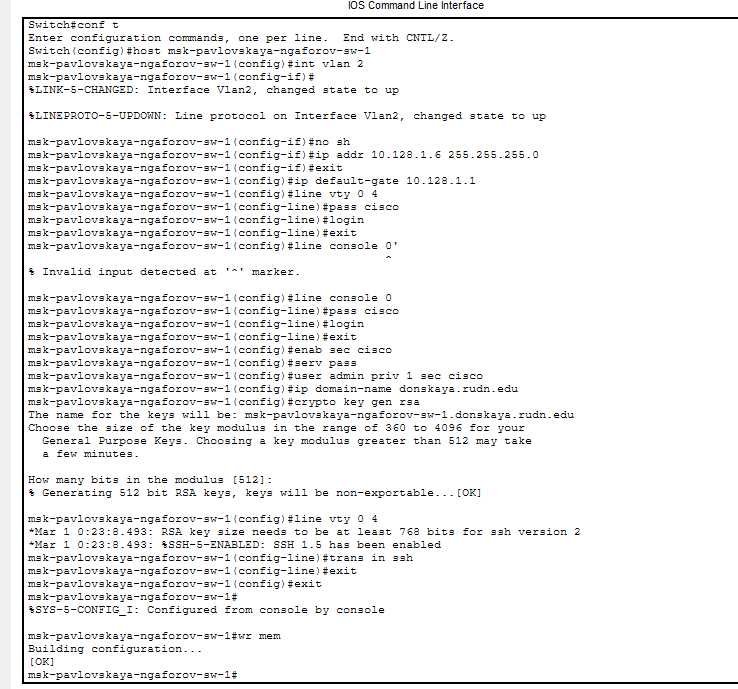 IOS Command Line Interface
Switch#conf t
Enter configuration commands, one per line.  End with CNTL/Z.
Switch(config)#host msk-pavlovskaya-ngaforov-sw-1
msk-pavlovskaya-ngaforov-sw-1(config)#int vlan 2
msk-pavlovskaya-ngaforov-sw-1(config-if)#
%LINK-5-CHANGED: Interface Vlan2, changed state to up
%LINEPROTO-5-UPDOWN: Line protocol on Interface Vlan2, changed state to up
msk-pavlovskaya-ngaforov-sw-1(config-if)#no sh
msk-pavlovskaya-ngaforov-sw-1(config-if)#ip addr 10.128.1.6 255.255.255.0
msk-pavlovskaya-ngaforov-sw-1(config-if)#exit
msk-pavlovskaya-ngaforov-sw-1(config)#ip default-gate 10.128.1.1
msk-pavlovskaya-ngaforov-sw-1(config)#line vty 0 4
msk-pavlovskaya-ngaforov-sw-1(config-line)#pass cisco
msk-pavlovskaya-ngaforov-sw-1(config-line)#login
msk-pavlovskaya-ngaforov-sw-1(config-line)#exit
msk-pavlovskaya-ngaforov-sw-1(config)#line console 0'
^
% Invalid input detected at '^' marker.
msk-pavlovskaya-ngaforov-sw-1(config)#line console 0
msk-pavlovskaya-ngaforov-sw-1(config-line)#pass cisco
msk-pavlovskaya-ngaforov-sw-1(config-line)#login
msk-pavlovskaya-ngaforov-sw-1(config-line)#exit
msk-pavlovskaya-ngaforov-sw-1(config)#enab sec cisco
msk-pavlovskaya-ngaforov-sw-1(config)#serv pass
msk-pavlovskaya-ngaforov-sw-1(config)#user admin priv 1 sec cisco
msk-pavlovskaya-ngaforov-sw-1(config)#ip domain-name donskaya.rudn.edu
msk-pavlovskaya-ngaforov-sw-1(config)#crypto key gen rsa
The name for the keys will be: msk-pavlovskaya-ngaforov-sw-1.donskaya.rudn.edu
Choose the size of the key modulus in the range of 360 to 4096 for your
General Purpose Keys. Choosing a key modulus greater than 512 may take
a few minutes.
How many bits in the modulus [512]:
% Generating 512 bit RSA keys, keys will be non-exportable...[OK]
msk-pavlovskaya-ngaforov-sw-1(config)#line vty 0 4
*Mar 1 0:23:8.493: RSA key size needs to be at least 768 bits for ssh version 2
*Mar 1 0:23:8.493: %SSH-5-ENABLED: SSH 1.5 has been enabled
msk-pavlovskaya-ngaforov-sw-1(config-line)#trans in ssh
msk-pavlovskaya-ngaforov-sw-1(config-line)#exit
msk-pavlovskaya-ngaforov-sw-1(config)#exit
msk-pavlovskaya-ngaforov-sw-1#
%SYS-5-CONFIG_I: Configured from console by console
msk-pavlovskaya-ngaforov-sw-1#wr mem
Building configuration...
[OK]
msk-pavlovskaya-ngaforov-sw-1#